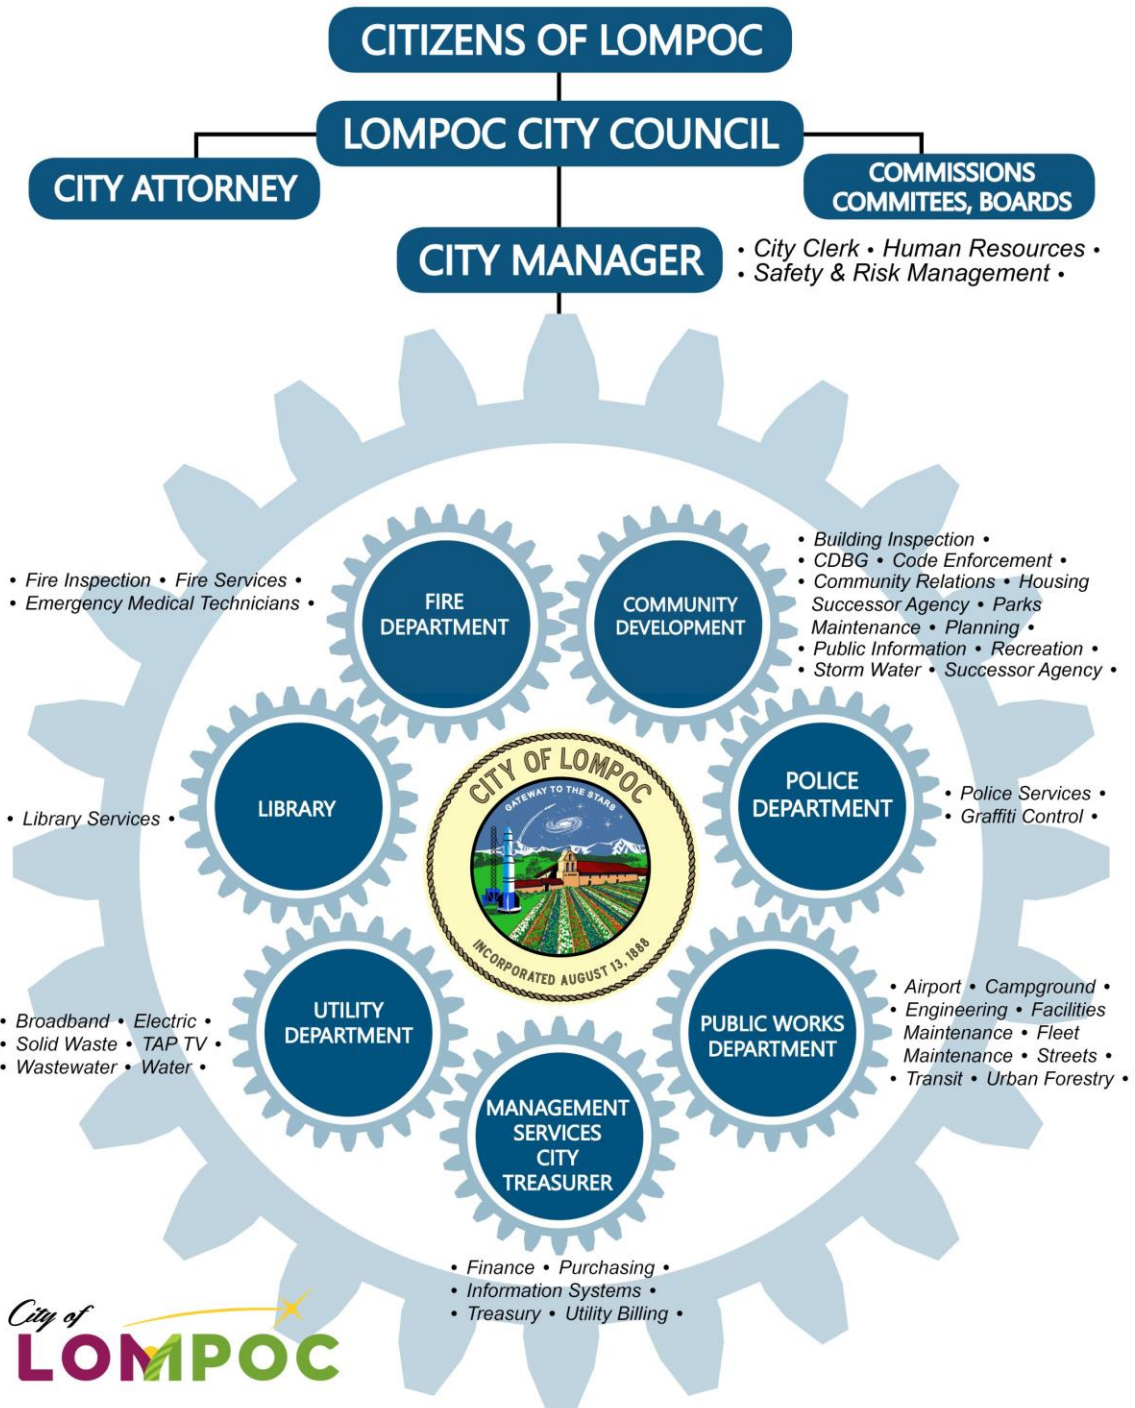 CITIZENS OF LOMPOC
LOMPOC CITY COUNCIL
CITY ATTORNEY
COMMISSIONS
COMMITEES, BOARDS
CITY MANAGER
• City Clerk • Human Resources •
• Safety & Risk Management •
FIRE
DEPARTMENT
• Fire Inspection • Fire Services •
• Emergency Medical Technicians •
COMMUNITY
DEVELOPMENT
• Building Inspection •
• CDBG • Code Enforcement •
• Community Relations • Housing
Successor Agency • Parks
Maintenance • Planning •
• Public Information • Recreation •
• Storm Water • Successor Agency •
LIBRARY
• Library Services •
CITY OF LOMPOC
GATEWAY TO THE STARS
INCORPORATED AUGUST 13, 1888
POLICE
DEPARTMENT
• Police Services •
• Graffiti Control •
UTILITY
DEPARTMENT
• Broadband • Electric •
• Solid Waste • TAP TV •
• Wastewater • Water •
PUBLIC WORKS
DEPARTMENT
• Airport • Campground •
• Engineering • Facilities
Maintenance • Fleet
Maintenance • Streets •
• Transit • Urban Forestry •
MANAGEMENT
SERVICES
CITY
TREASURER
• Finance • Purchasing •
• Information Systems •
• Treasury • Utility Billing •
City of
LOMPOC